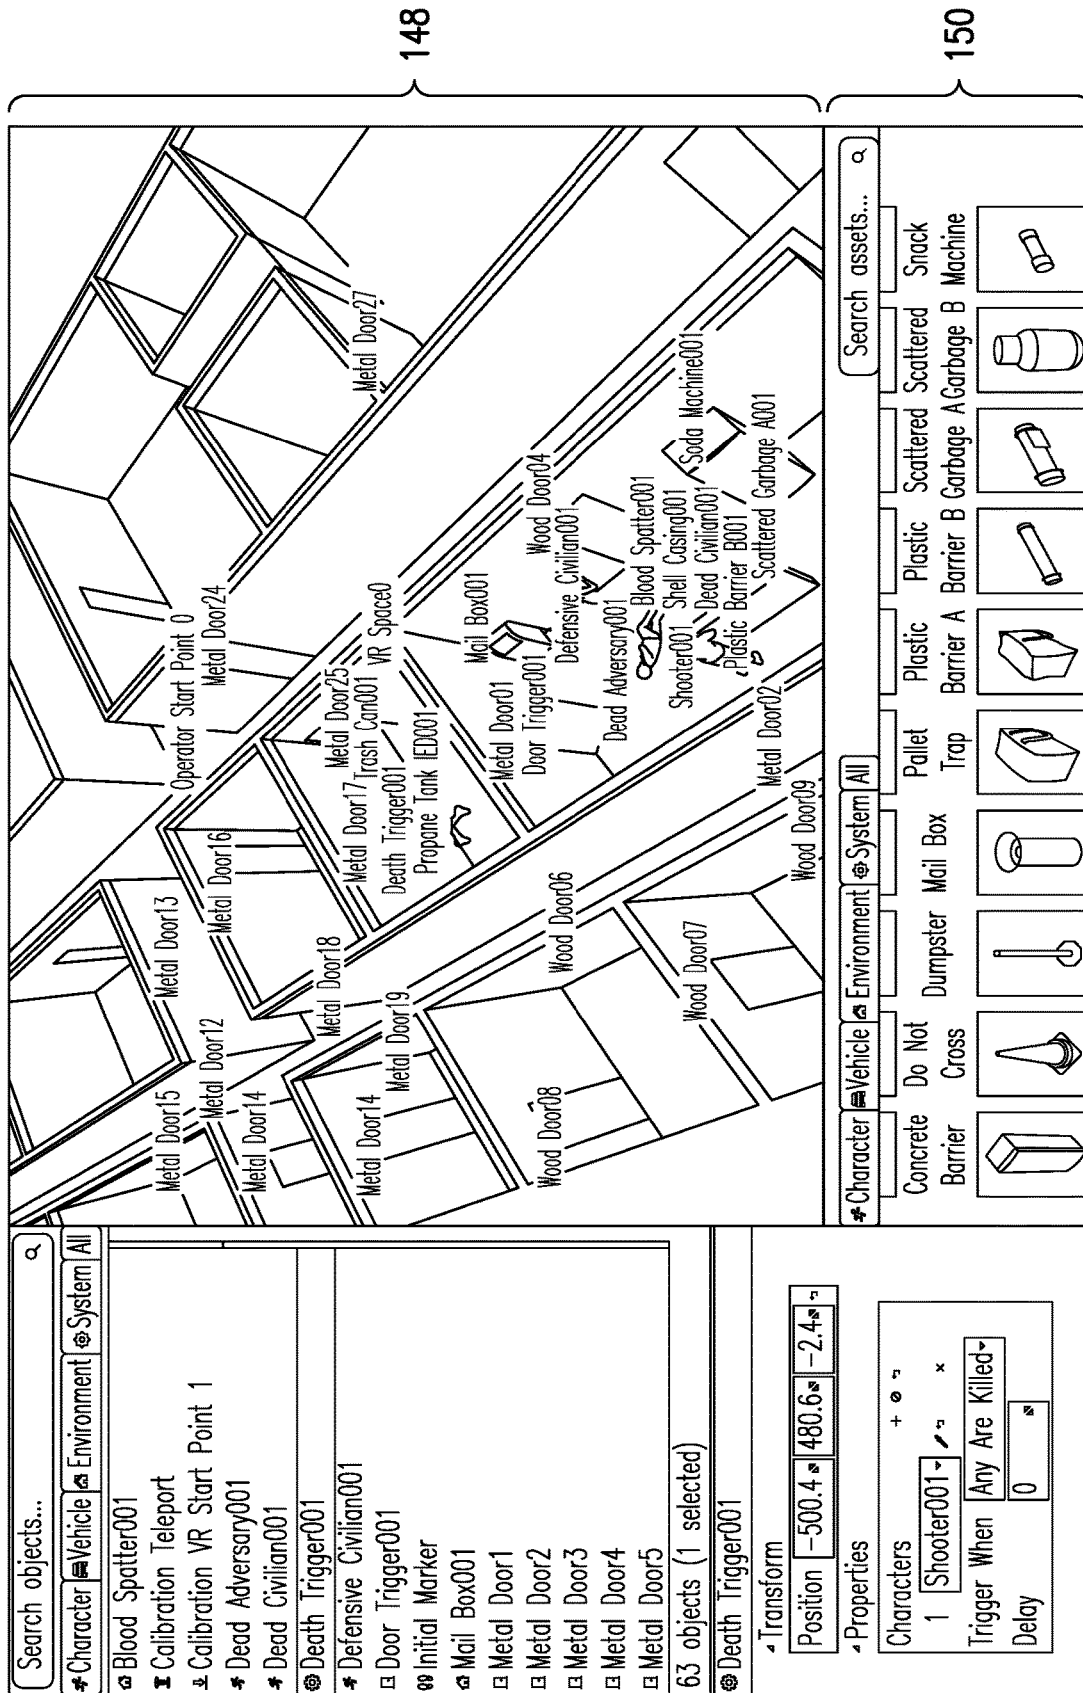 Search objects...
Character Vehicle Environment System All
Blood Spatter001
Calibration Teleport
Calibration VR Start Point 1
Dead Adversary001
Dead Civilian001
Death Trigger001
Defensive Civilian001
Door Trigger001
Initial Marker
Mail Box001
Metal Door1
Metal Door2
Metal Door3
Metal Door4
Metal Door5
63 objects (1 selected)
Death Trigger001
Transform
Position -500.4 480.6 -2.4
Properties
Characters
1 Shooter001
Trigger When Any Are Killed
Delay 0
Metal Door15
Metal Door13
Metal Door12
Metal Door14
Metal Door16
Operator Start Point 0
Metal Door24
Metal Door18
Metal Door14
Metal Door19
Metal Door25
Metal Door17
Trash Can001
VR Space0
Death Trigger001
Propane Tank IED001
Metal Door27
Mail Box001
Metal Door01
Door Trigger001
Wood Door04
Wood Door08
Wood Door06
Defensive Civilian001
Dead Adversary001
Blood Spatter001
Shell Casing001
Shooter001
Dead Civilian001
Soda Machine001
Wood Door07
Plastic Barrier B001
Scattered Garbage A001
Metal Door02
Wood Door09
148
Character Vehicle Environment System All
Search assets...
Concrete Barrier
Do Not Cross
Dumpster
Mail Box
Pallet Trap
Plastic Barrier A
Plastic Barrier B
Scattered Garbage A
Scattered Garbage B
Snack Machine
150